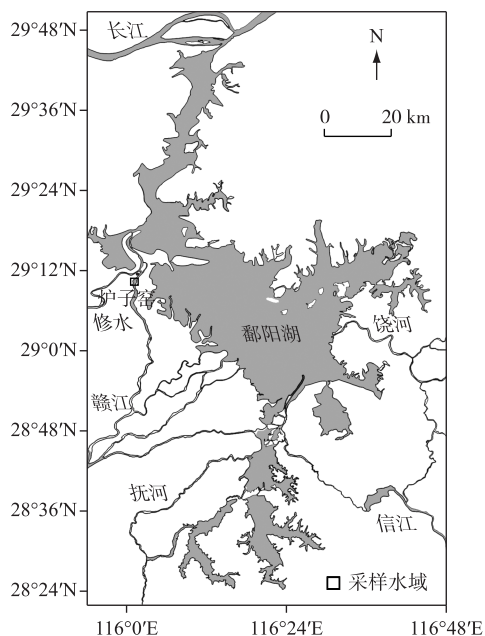 29°48′N
长江
N
29°36′N
0 20 km
29°24′N
29°12′N
炉子窑
修水
饶河
鄱阳湖
29°0′N
赣江
28°48′N
抚河
28°36′N
信江
采样水域
28°24′N
116°0′E 116°24′E 116°48′E